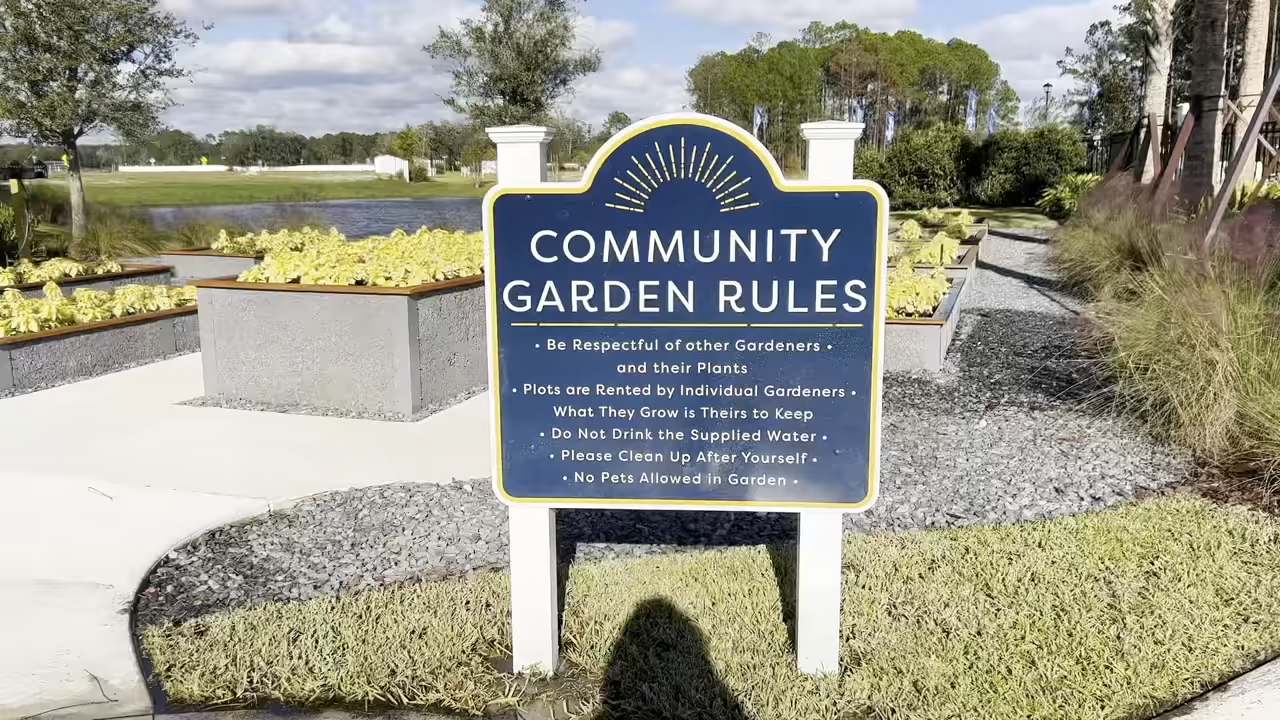 COMMUNITY
GARDEN RULES
• Be Respectful of other Gardeners •
and their Plants
• Plots are Rented by Individual Gardeners •
What They Grow is Theirs to Keep
• Do Not Drink the Supplied Water •
• Please Clean Up After Yourself •
• No Pets Allowed in Garden •